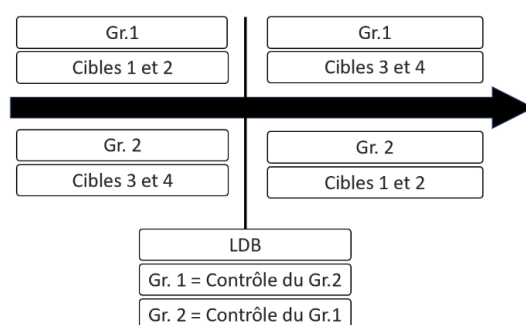 Gr.1
Cibles 1 et 2
Gr.1
Cibles 3 et 4
Gr. 2
Cibles 3 et 4
Gr. 2
Cibles 1 et 2
LDB
Gr. 1 = Contrôle du Gr.2
Gr. 2 = Contrôle du Gr.1